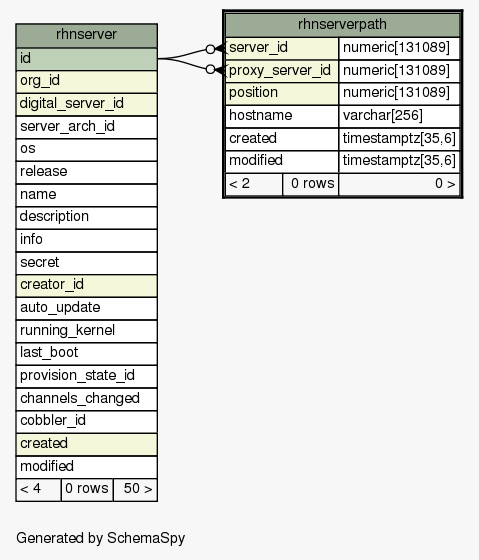 rhnserver
id
org_id
digital_server_id
server_arch_id
os
release
name
description
info
secret
creator_id
auto_update
running_kernel
last_boot
provision_state_id
channels_changed
cobbler_id
created
modified
< 4 0 rows 50 >
rhnserverpath
server_id numeric[131089]
proxy_server_id numeric[131089]
position numeric[131089]
hostname varchar[256]
created timestamptz[35,6]
modified timestamptz[35,6]
< 2 0 rows 0 >
Generated by SchemaSpy